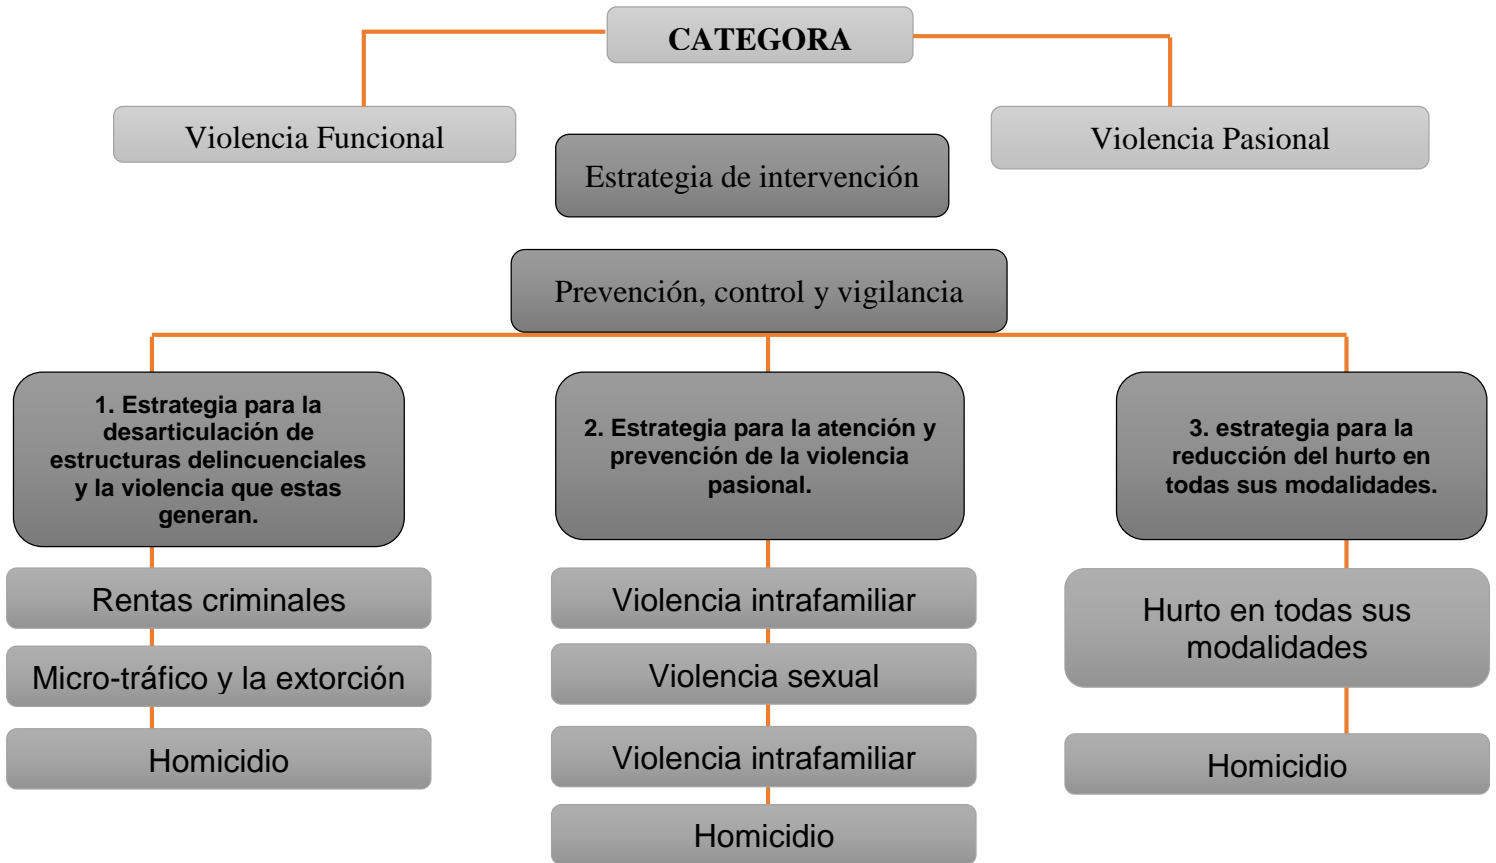 CATEGORA
Violencia Funcional
Violencia Pasional
Estrategia de intervención
Prevención, control y vigilancia
1. Estrategia para la
desarticulación de
estructuras delincuenciales
y la violencia que estas
generan.
Rentas criminales
Micro-tráfico y la extorción
Homicidio
2. Estrategia para la atención y
prevención de la violencia
pasional.
Violencia intrafamiliar
Violencia sexual
Violencia intrafamiliar
Homicidio
3. estrategia para la
reducción del hurto en
todas sus modalidades.
Hurto en todas sus
modalidades
Homicidio